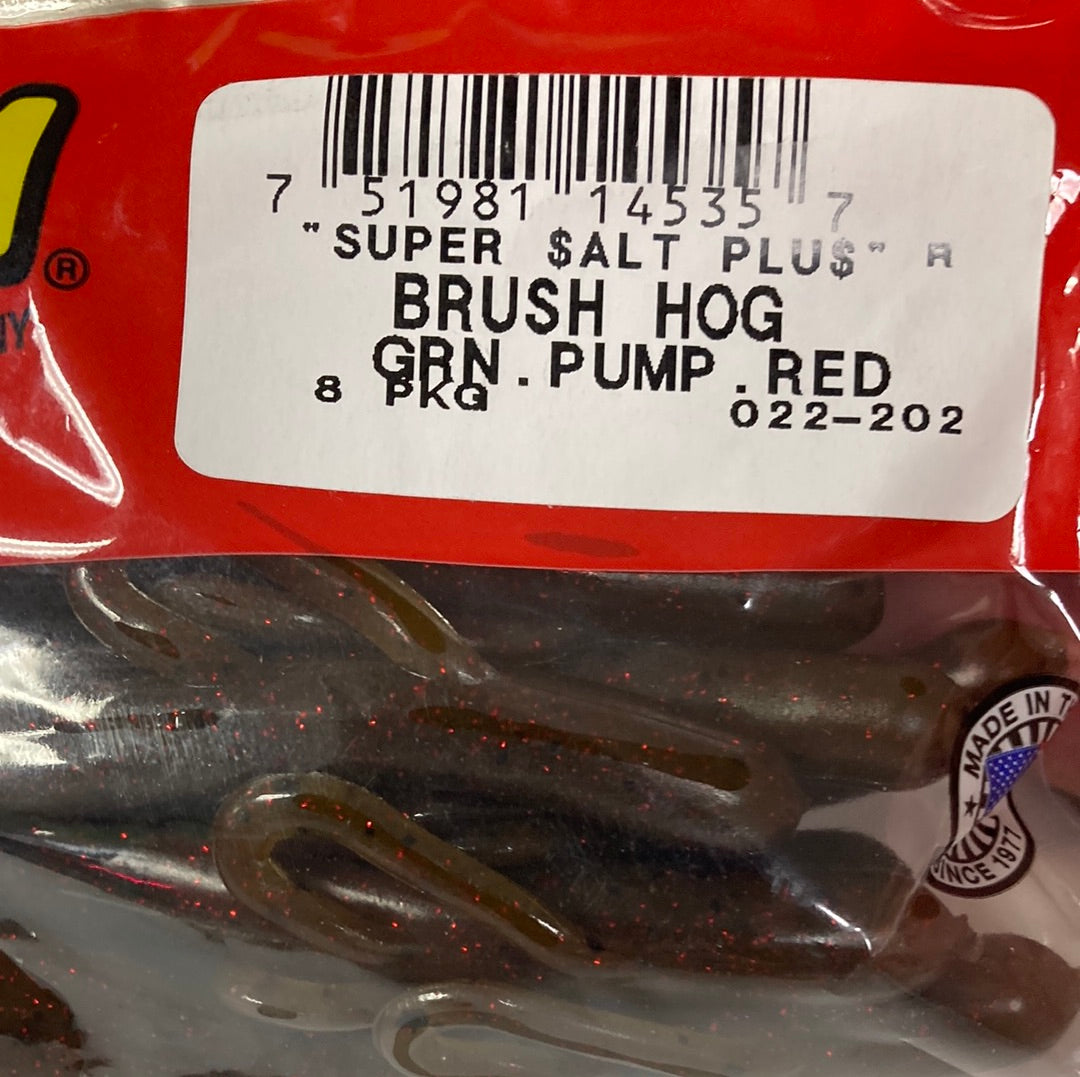 7 51981 14535 7
"SUPER $ALT PLU$" R
BRUSH HOG
GRN.PUMP.RED
8 PKG
022-202
®
MADE IN
SINCE 1971